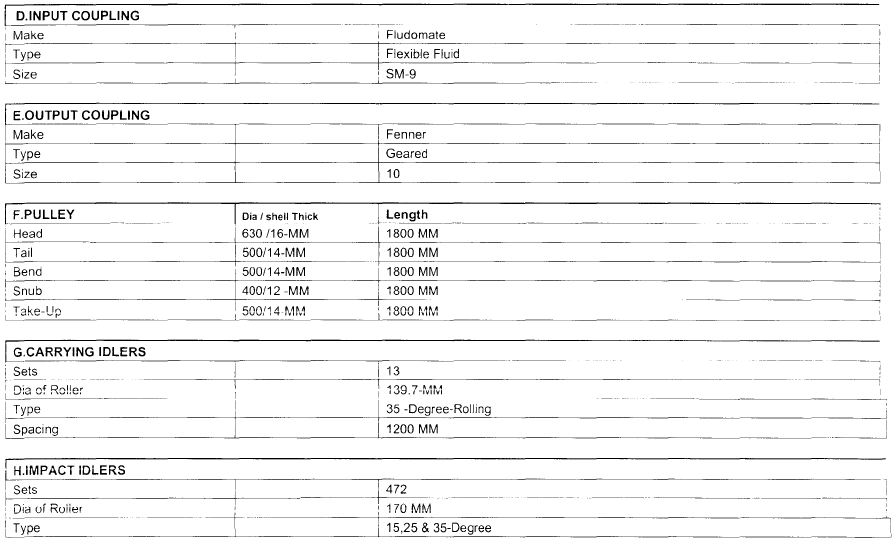 D.INPUT COUPLING
Make Fludomate
Type Flexible Fluid
Size SM-9
E.OUTPUT COUPLING
Make Fenner
Type Geared
Size 10
F.PULLEY Dia / shell Thick Length
Head 630 /16-MM 1800 MM
Tail 500/14-MM 1800 MM
Bend 500/14-MM 1800 MM
Snub 400/12 -MM 1800 MM
Take-Up 500/14-MM 1800 MM
G.CARRYING IDLERS
Sets 13
Dia of Roller 139.7-MM
Type 35 -Degree-Rolling
Spacing 1200 MM
H.IMPACT IDLERS
Sets 472
Dia of Roller 170 MM
Type 15,25 & 35-Degree